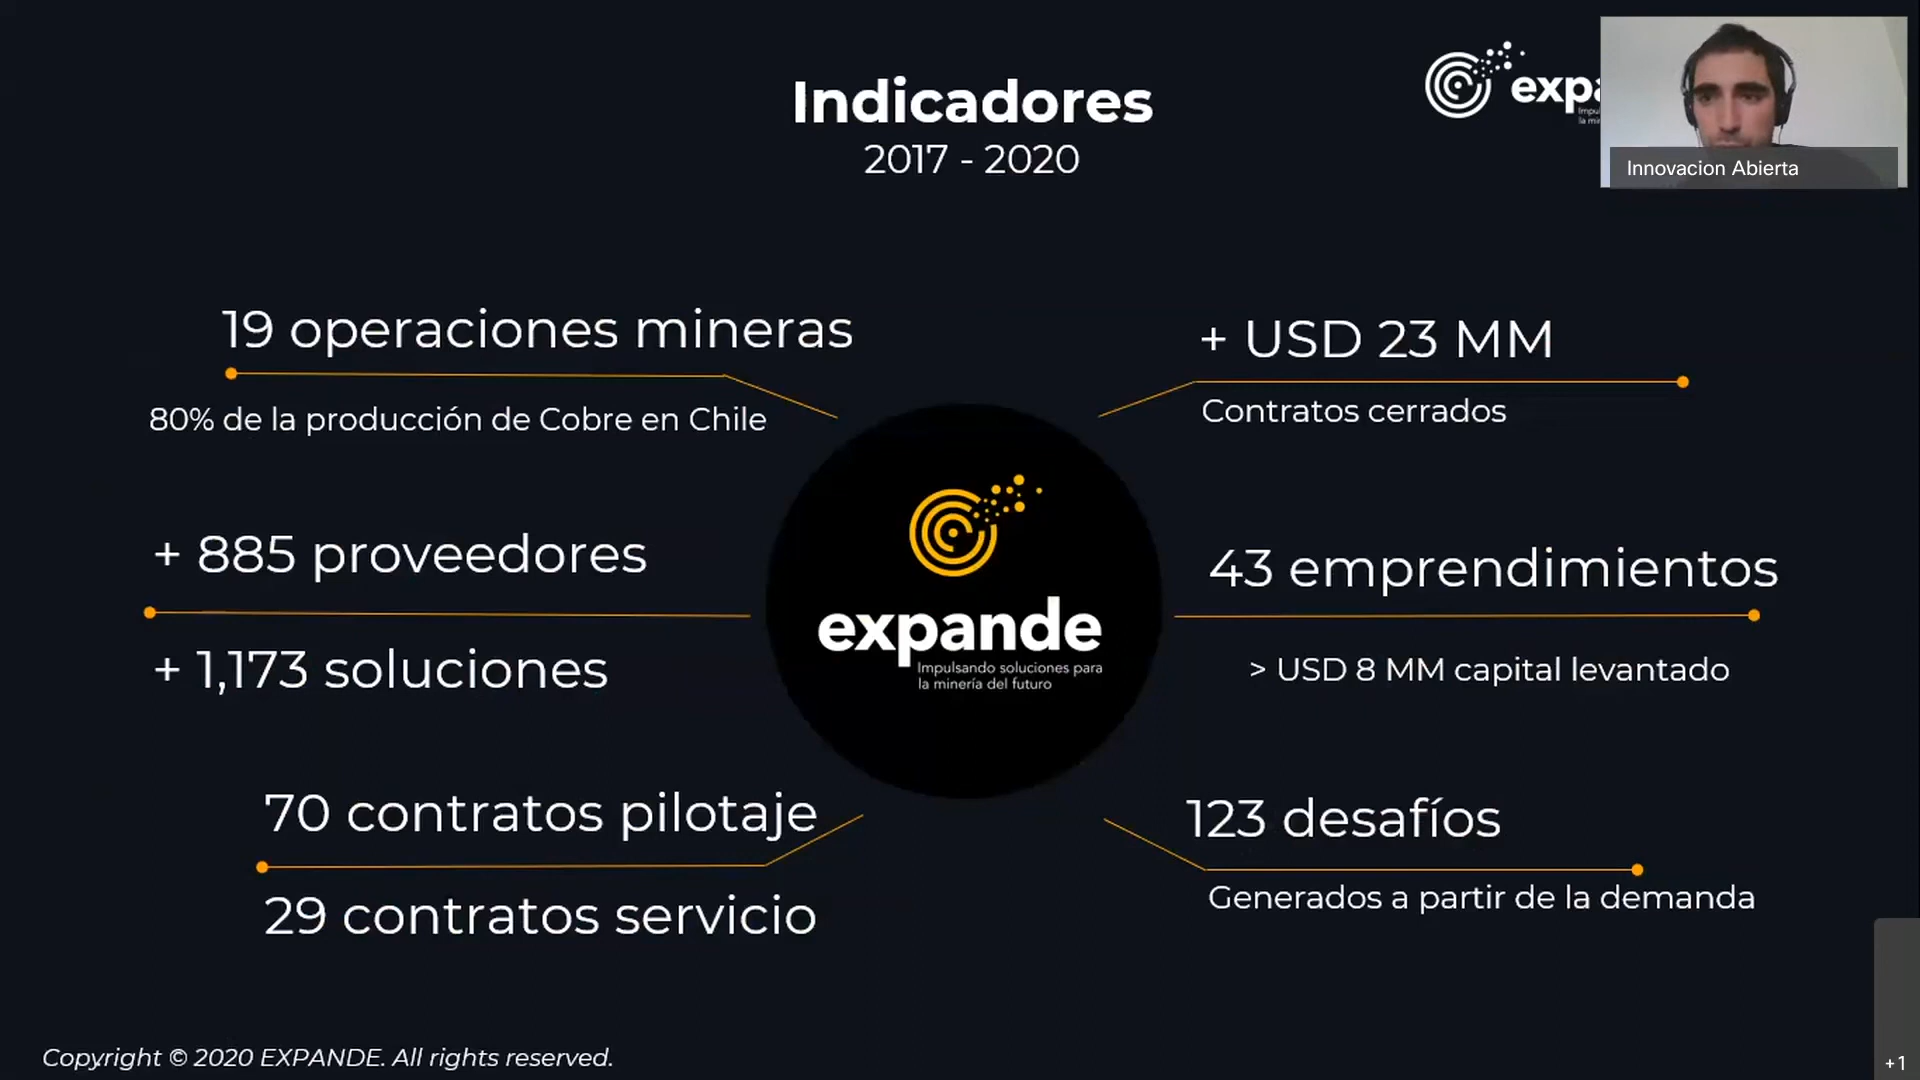 Indicadores
2017 - 2020
expa
Innovacion Abierta
19 operaciones mineras
80% de la producción de Cobre en Chile
+ USD 23 MM
Contratos cerrados
+ 885 proveedores
+ 1,173 soluciones
expande
Impulsando soluciones para
la minería del futuro
43 emprendimientos
> USD 8 MM capital levantado
70 contratos pilotaje
29 contratos servicio
123 desafíos
Generados a partir de la demanda
Copyright © 2020 EXPANDE. All rights reserved.
+1